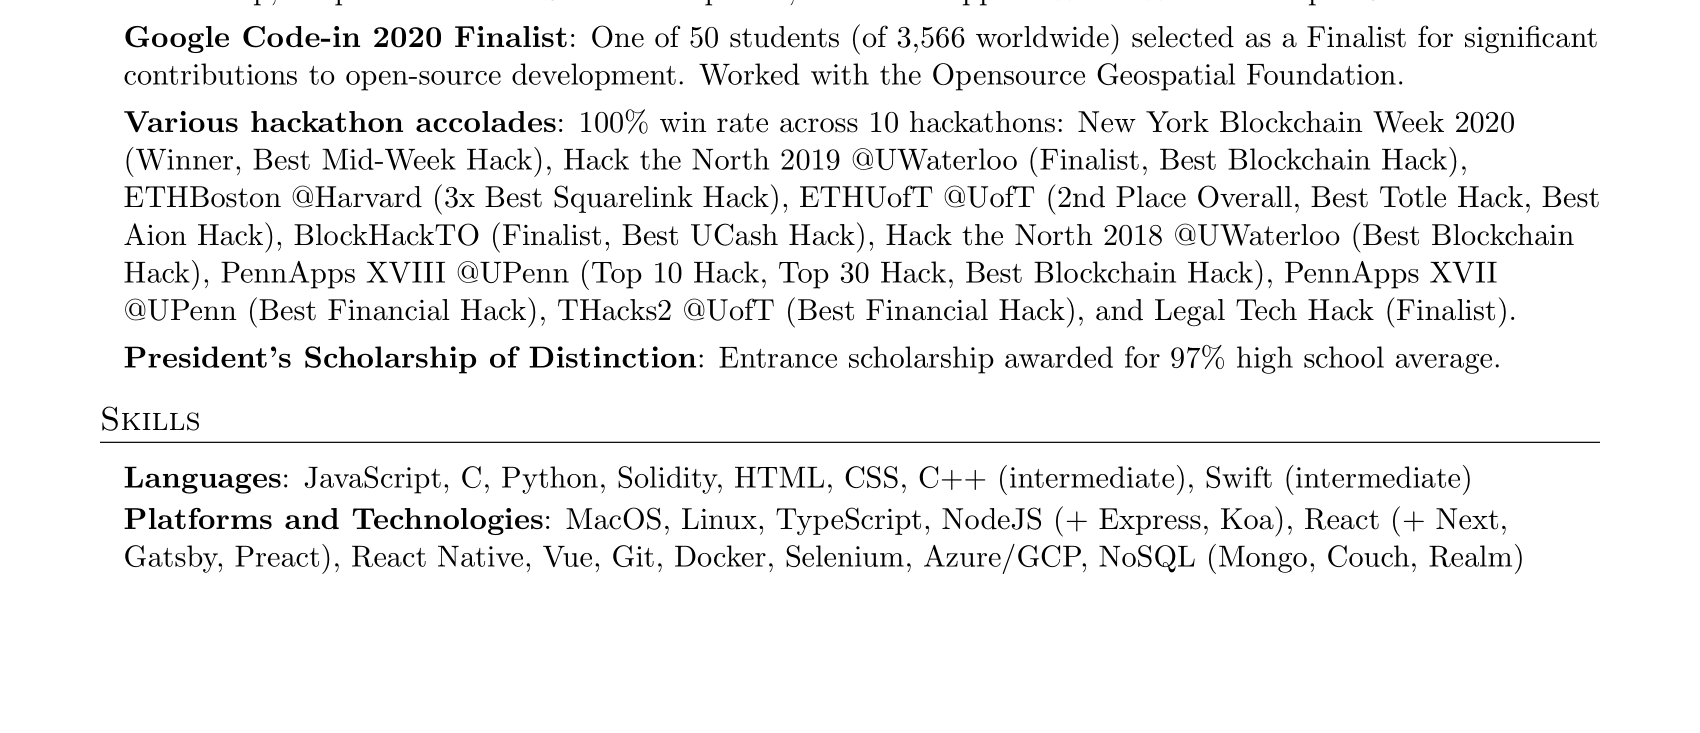 Google Code-in 2020 Finalist: One of 50 students (of 3,566 worldwide) selected as a Finalist for significant
contributions to open-source development. Worked with the Opensource Geospatial Foundation.
Various hackathon accolades: 100% win rate across 10 hackathons: New York Blockchain Week 2020
(Winner, Best Mid-Week Hack), Hack the North 2019 @UWaterloo (Finalist, Best Blockchain Hack),
ETHBoston @Harvard (3x Best Squarelink Hack), ETHUofT @UofT (2nd Place Overall, Best Totle Hack, Best
Aion Hack), BlockHackTO (Finalist, Best UCash Hack), Hack the North 2018 @UWaterloo (Best Blockchain
Hack), PennApps XVIII @UPenn (Top 10 Hack, Top 30 Hack, Best Blockchain Hack), PennApps XVII
@UPenn (Best Financial Hack), THacks2 @UofT (Best Financial Hack), and Legal Tech Hack (Finalist).
President's Scholarship of Distinction: Entrance scholarship awarded for 97% high school average.
Skills
Languages: JavaScript, C, Python, Solidity, HTML, CSS, C++ (intermediate), Swift (intermediate)
Platforms and Technologies: MacOS, Linux, TypeScript, NodeJS (+ Express, Koa), React (+ Next,
Gatsby, Preact), React Native, Vue, Git, Docker, Selenium, Azure/GCP, NoSQL (Mongo, Couch, Realm)